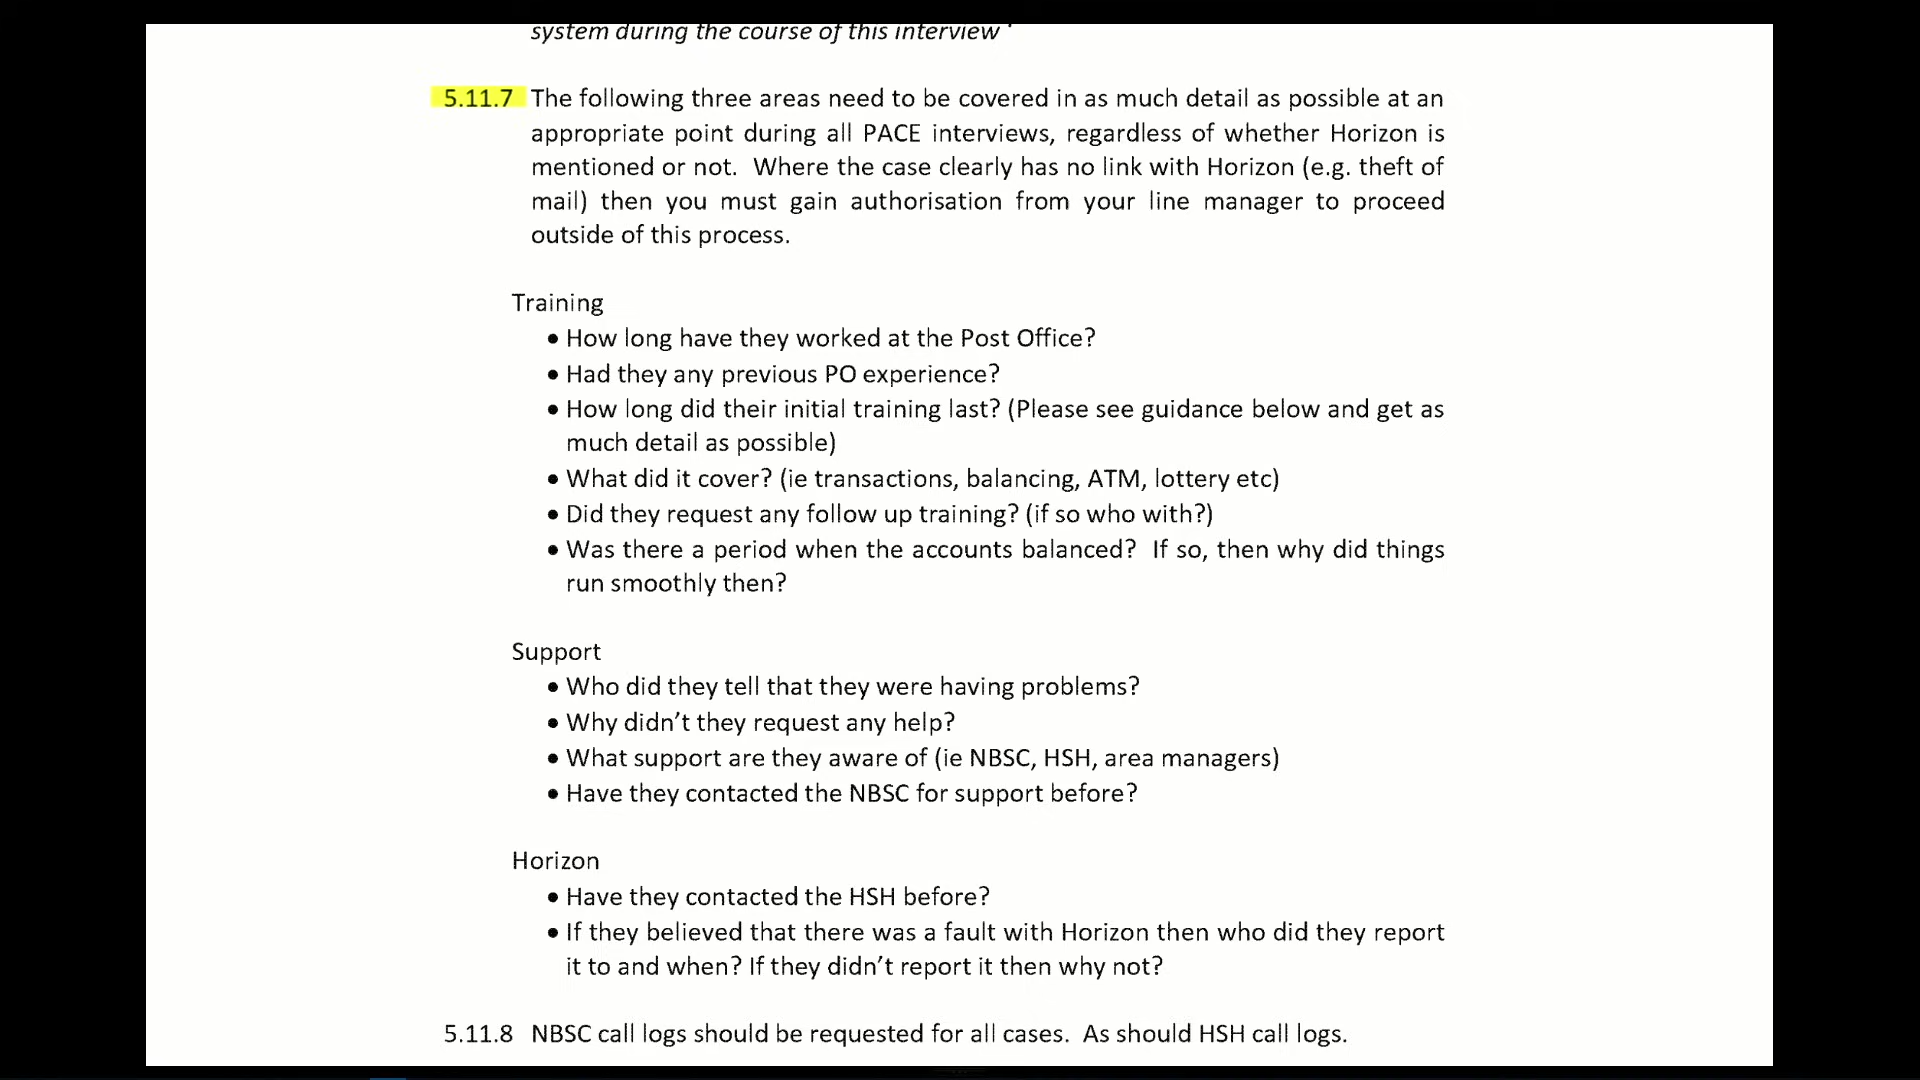 system during the course of this interview '
5.11.7 The following three areas need to be covered in as much detail as possible at an
appropriate point during all PACE interviews, regardless of whether Horizon is
mentioned or not. Where the case clearly has no link with Horizon (e.g. theft of
mail) then you must gain authorisation from your line manager to proceed
outside of this process.
Training
• How long have they worked at the Post Office?
• Had they any previous PO experience?
• How long did their initial training last? (Please see guidance below and get as
much detail as possible)
• What did it cover? (ie transactions, balancing, ATM, lottery etc)
• Did they request any follow up training? (if so who with?)
• Was there a period when the accounts balanced? If so, then why did things
run smoothly then?
Support
• Who did they tell that they were having problems?
• Why didn't they request any help?
• What support are they aware of (ie NBSC, HSH, area managers)
• Have they contacted the NBSC for support before?
Horizon
• Have they contacted the HSH before?
• If they believed that there was a fault with Horizon then who did they report
it to and when? If they didn't report it then why not?
5.11.8 NBSC call logs should be requested for all cases. As should HSH call logs.